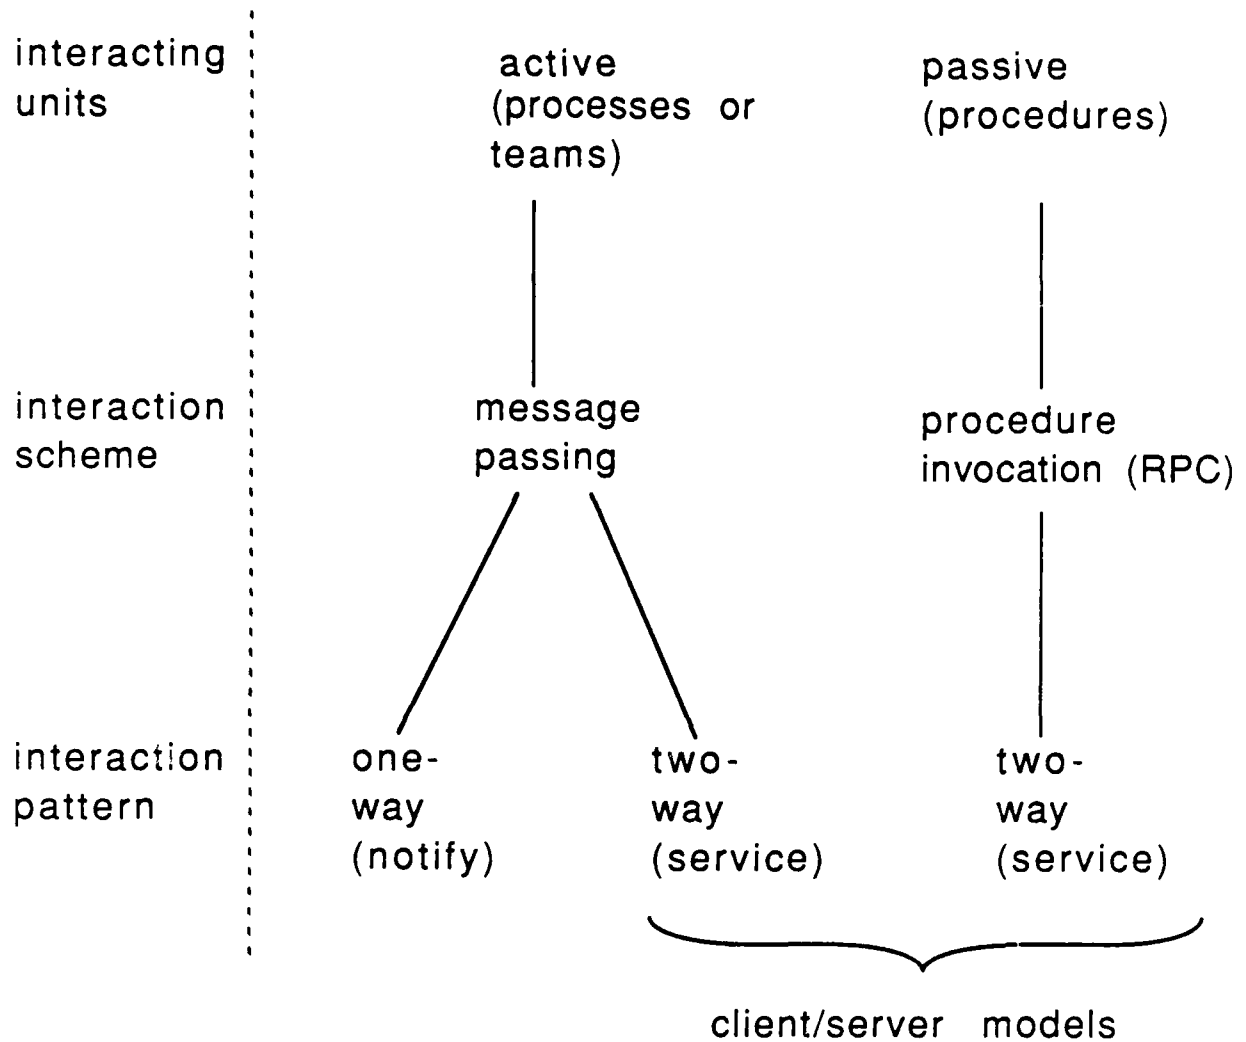 interacting
units
active
(processes or
teams)
passive
(procedures)
interaction
scheme
message
passing
procedure
invocation (RPC)
interaction
pattern
one-
way
(notify)
two-
way
(service)
two-
way
(service)
client/server models